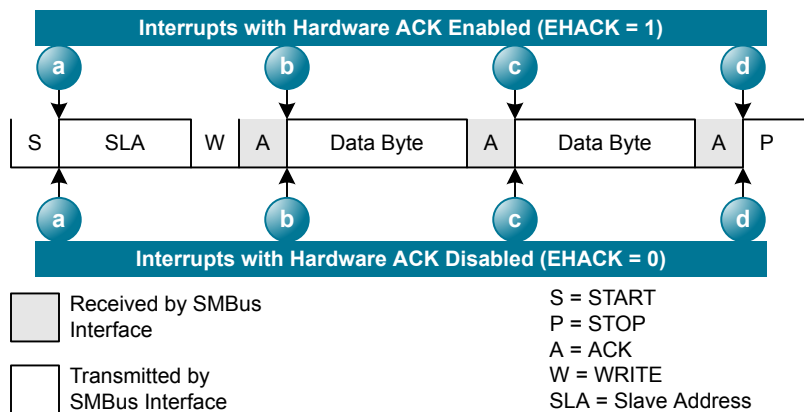 Interrupts with Hardware ACK Enabled (EHACK = 1)
a b c d
S SLA W A Data Byte A Data Byte A P
a b c d
Interrupts with Hardware ACK Disabled (EHACK = 0)
Received by SMBus
Interface
Transmitted by
SMBus Interface
S = START
P = STOP
A = ACK
W = WRITE
SLA = Slave Address